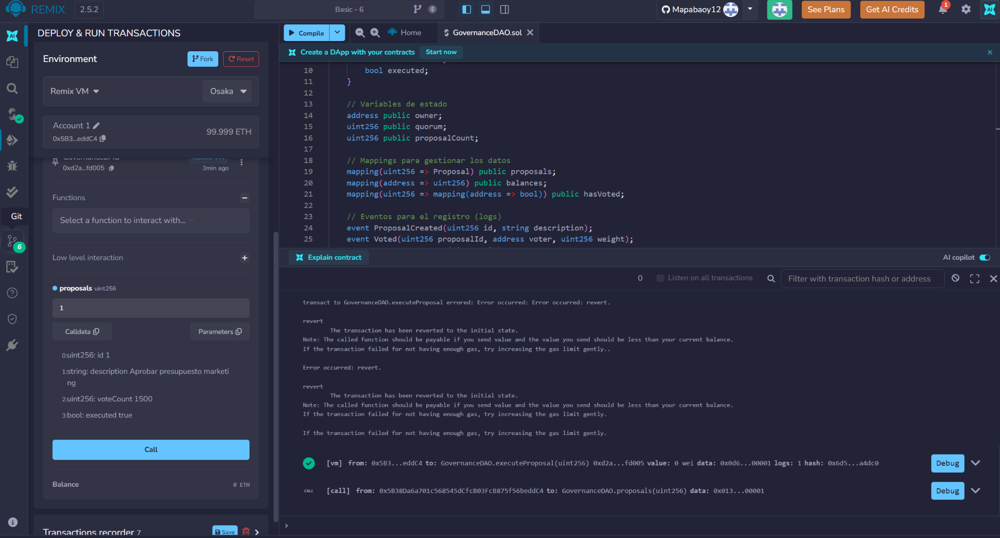 REMIX
2.5.2
Basic - 6
Mapabaoy12
See Plans
Get AI Credits
1
AI
AI
DEPLOY & RUN TRANSACTIONS
Environment
Fork
Reset
Remix VM
Osaka
Account 1
0x5B3...eddC4
99.999 ETH
GovernanceDAO
Remix VM
0xd2a...fd005
3min ago
Functions
Select a function to interact with...
Git
6
Low level interaction
proposals uint256
1
Calldata
Parameters
0:uint256: id 1
1:string: description Aprobar presupuesto marketi
ng
2:uint256: voteCount 1500
3:bool: executed true
Call
Balance
0 ETH
Transactions recorder 7
Save
Compile
Home
GovernanceDAO.sol
Create a DApp with your contracts
Start now
10 bool executed;
11 }
12
13 // Variables de estado
14 address public owner;
15 uint256 public quorum;
16 uint256 public proposalCount;
17
18 // Mappings para gestionar los datos
19 mapping(uint256 => Proposal) public proposals;
20 mapping(address => uint256) public balances;
21 mapping(uint256 => mapping(address => bool)) public hasVoted;
22
23 // Eventos para el registro (logs)
24 event ProposalCreated(uint256 id, string description);
25 event Voted(uint256 proposalId, address voter, uint256 weight);
Explain contract
AI copilot
0
Listen on all transactions
Filter with transaction hash or address
transact to GovernanceDAO.executeProposal errored: Error occurred: Error occurred: revert.
revert
The transaction has been reverted to the initial state.
Note: The called function should be payable if you send value and the value you send should be less than your current balance.
If the transaction failed for not having enough gas, try increasing the gas limit gently..
Error occurred: revert.
revert
The transaction has been reverted to the initial state.
Note: The called function should be payable if you send value and the value you send should be less than your current balance.
If the transaction failed for not having enough gas, try increasing the gas limit gently.
If the transaction failed for not having enough gas, try increasing the gas limit gently.
[vm] from: 0x5B3...eddC4 to: GovernanceDAO.executeProposal(uint256) 0xd2a...fd005 value: 0 wei data: 0x0d6...00001 logs: 1 hash: 0x6d5...a4dc0
Debug
CALL [call] from: 0x5B38Da6a701c568545dCfcB03FcB875f56beddC4 to: GovernanceDAO.proposals(uint256) data: 0x013...00001
Debug
>